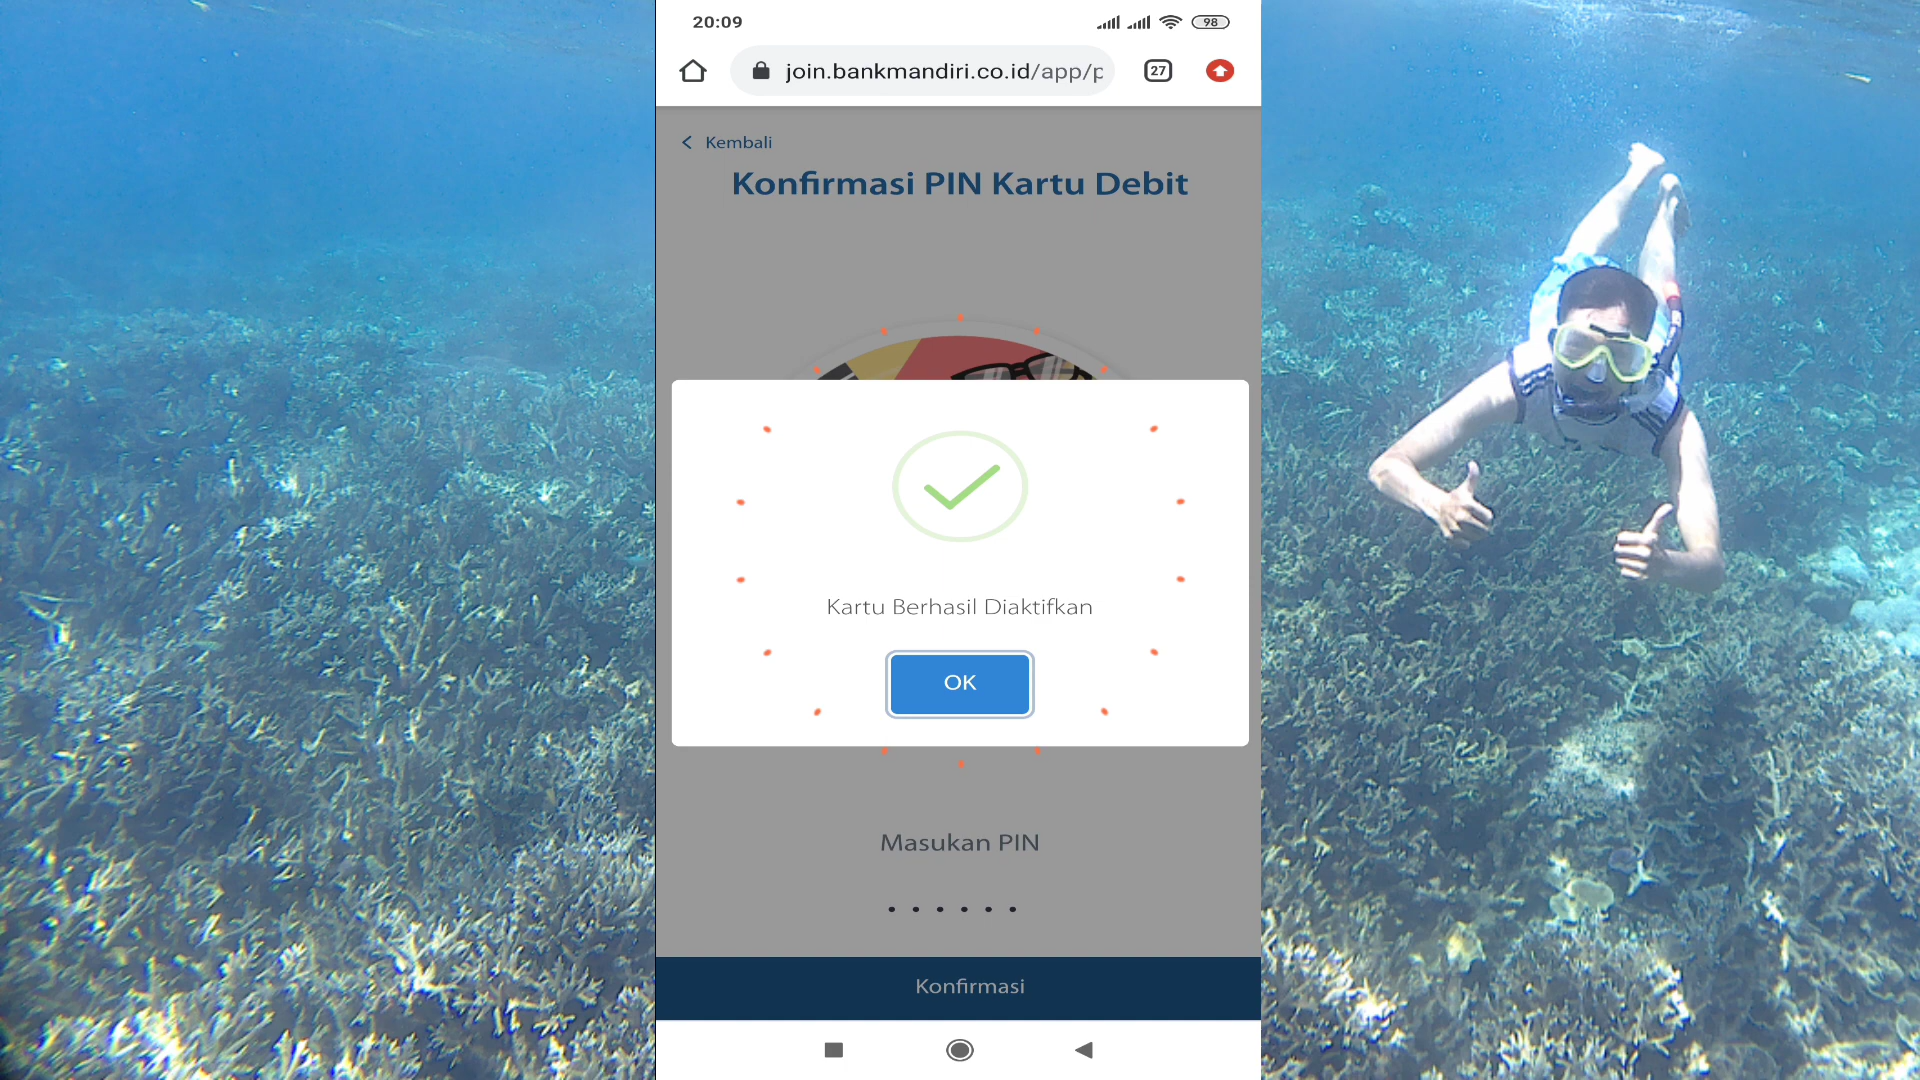 20:09
98
join.bankmandiri.co.id/app/p
27
Kembali
Konfirmasi PIN Kartu Debit
Kartu Berhasil Diaktifkan
OK
Masukan PIN
Konfirmasi